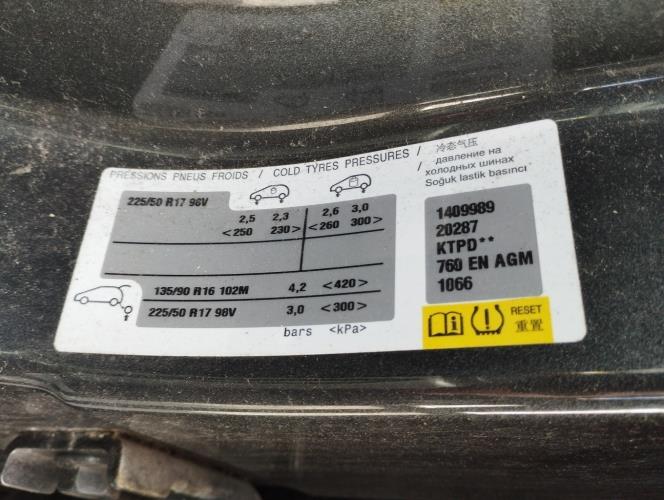 PRESSIONS PNEUS FROIDS / COLD TYRES PRESSURES / 冷态气压
/ давление на
холодных шинах
Soğuk lastik basıncı
225/50 R17 98V
2,5 2,3 2,6 3,0
<250 230> <260 300>
135/90 R16 102M 4,2 <420>
225/50 R17 98V 3,0 <300>
bars <kPa>
1409989
20287
KTPD**
760 EN AGM
1066
i
RESET
重置